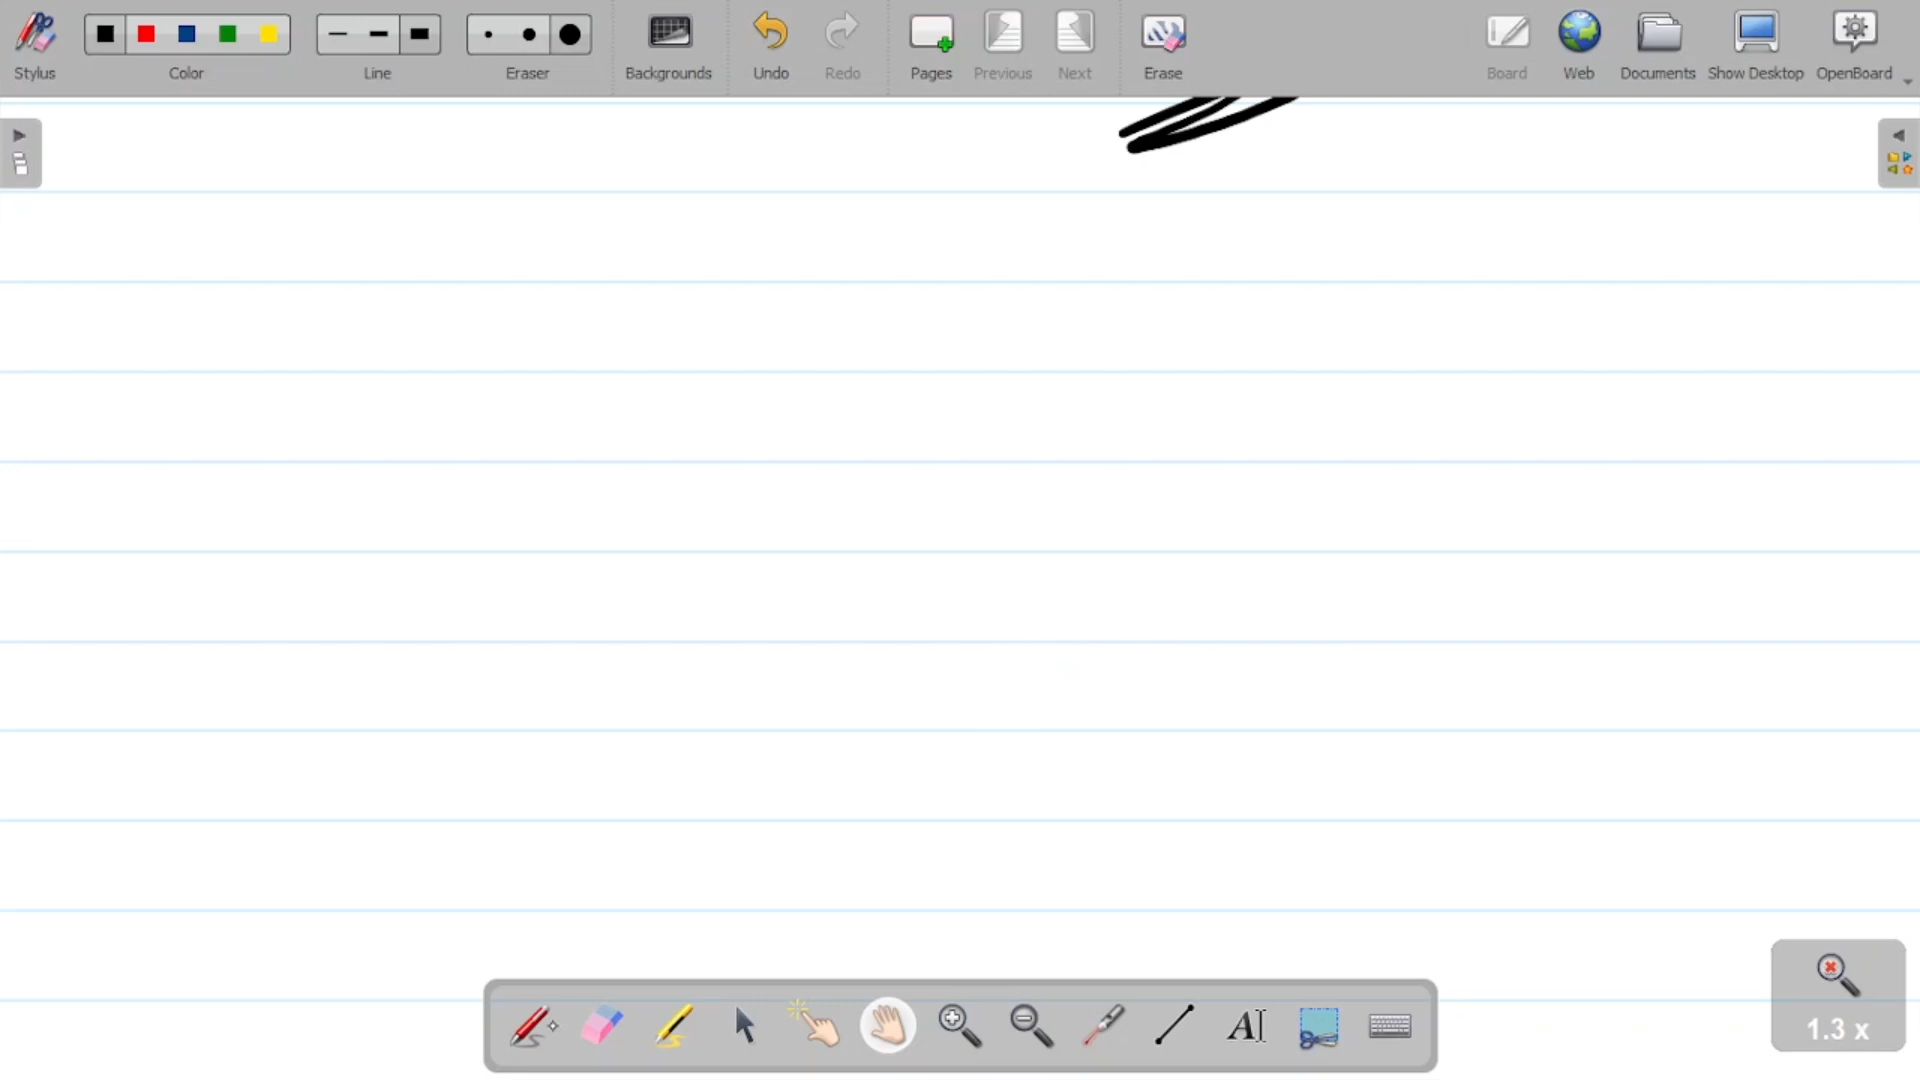 Stylus Color Line Eraser Backgrounds Undo Redo Pages Previous Next Erase Board Web Documents Show Desktop OpenBoard
A
1.3 x